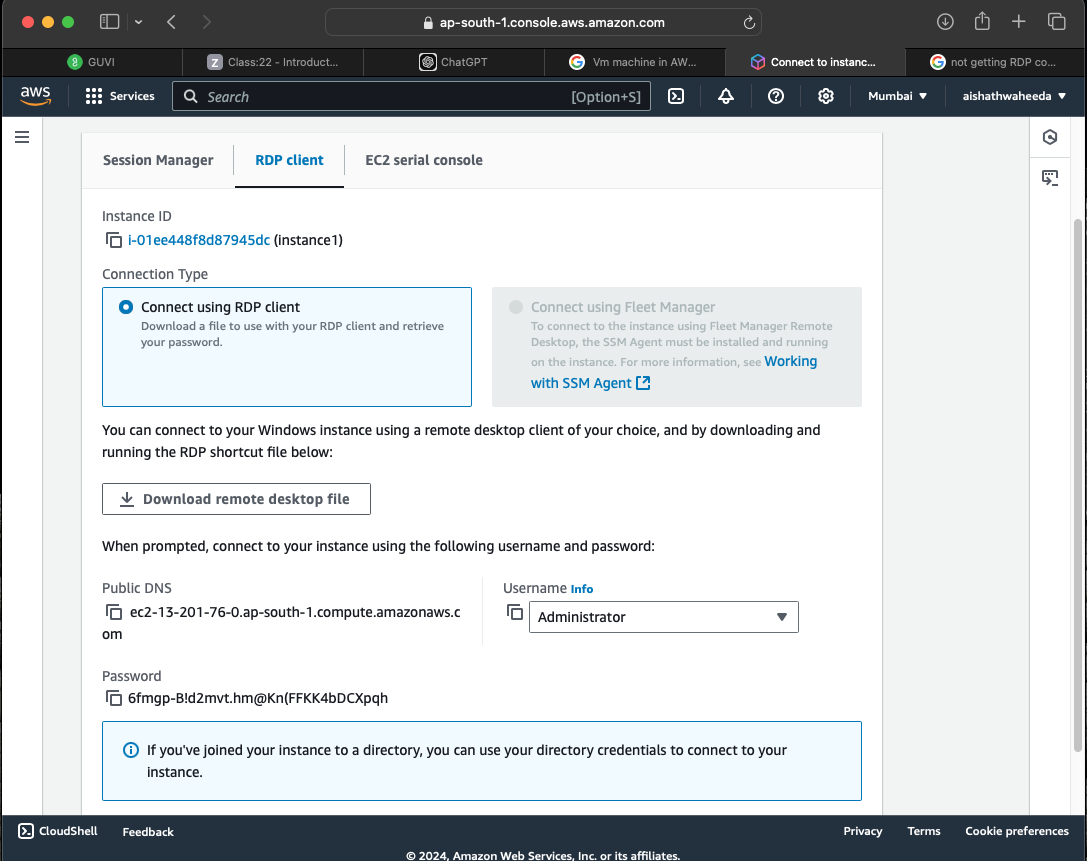 ap-south-1.console.aws.amazon.com
GUVI
Z Class:22 - Introduct...
ChatGPT
Vm machine in AW...
Connect to instanc...
not getting RDP co...
aws
Services
Search [Option+S]
Mumbai
aishathwaheeda
Session Manager
RDP client
EC2 serial console
Instance ID
i-01ee448f8d87945dc (instance1)
Connection Type
Connect using RDP client
Download a file to use with your RDP client and retrieve
your password.
Connect using Fleet Manager
To connect to the instance using Fleet Manager Remote
Desktop, the SSM Agent must be installed and running
on the instance. For more information, see Working
with SSM Agent
You can connect to your Windows instance using a remote desktop client of your choice, and by downloading and
running the RDP shortcut file below:
Download remote desktop file
When prompted, connect to your instance using the following username and password:
Public DNS
ec2-13-201-76-0.ap-south-1.compute.amazonaws.c
om
Username Info
Administrator
Password
6fmgp-B!d2mvt.hm@Kn(FFKK4bDCXpqh
If you've joined your instance to a directory, you can use your directory credentials to connect to your
instance.
CloudShell
Feedback
Privacy
Terms
Cookie preferences
© 2024, Amazon Web Services, Inc. or its affiliates.